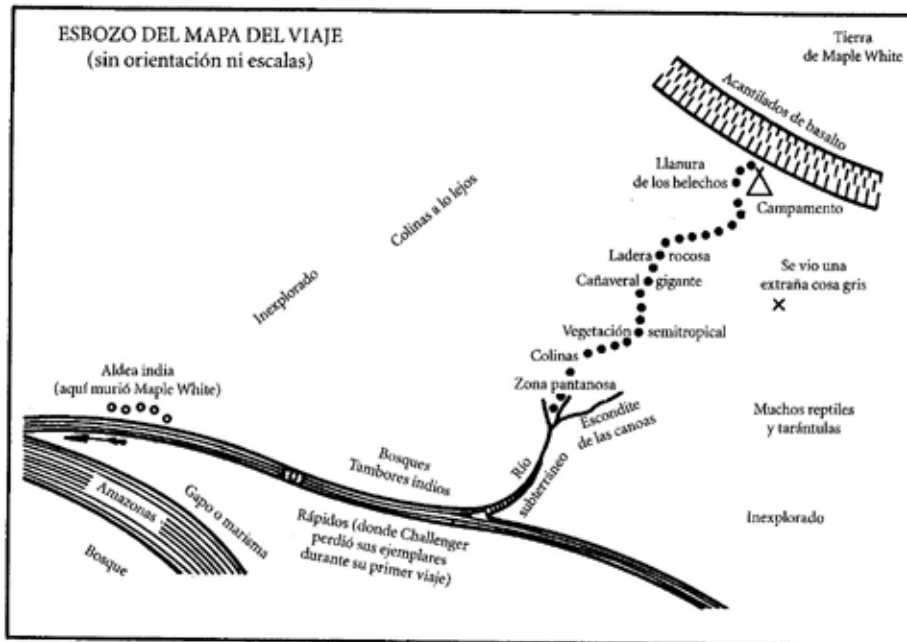 ESBOZO DEL MAPA DEL VIAJE
(sin orientación ni escalas)
Tierra
de Maple White
Acantilados de basalto
Llanura
de los helechos
Campamento
Colinas a lo lejos
Ladera rocosa
Se vio una
extraña cosa gris
Cañaveral gigante
Inexplorado
Vegetación semitropical
Colinas
Aldea india
(aquí murió Maple White)
Zona pantanosa
Escondite
de las canoas
Muchos reptiles
y tarántulas
Bosques
Tambores indios
Río
subterráneo
Amazonas
Gapo o marisma
Rápidos (donde Challenger
perdió sus ejemplares
durante su primer viaje)
Inexplorado
Bosque